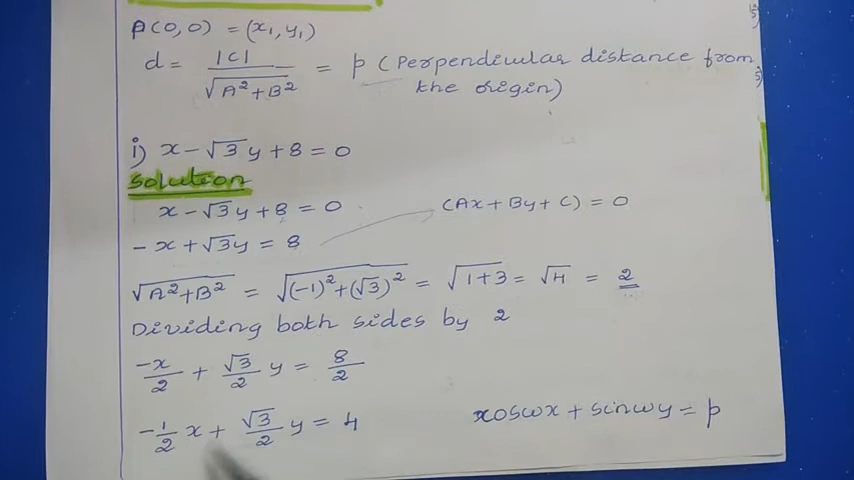 A(0,0) = (x₁, y₁)
d = |C| / √(A²+B²) = p (Perpendicular distance from the origin)
i) x - √3 y + 8 = 0
Solution
x - √3 y + 8 = 0
(Ax + By + C) = 0
-x + √3 y = 8
√(A²+B²) = √((-1)² + (√3)²) = √(1+3) = √4 = 2
Dividing both sides by 2
-x/2 + √3/2 y = 8/2
-1/2 x + √3/2 y = 4
xcosωx + sinωy = p